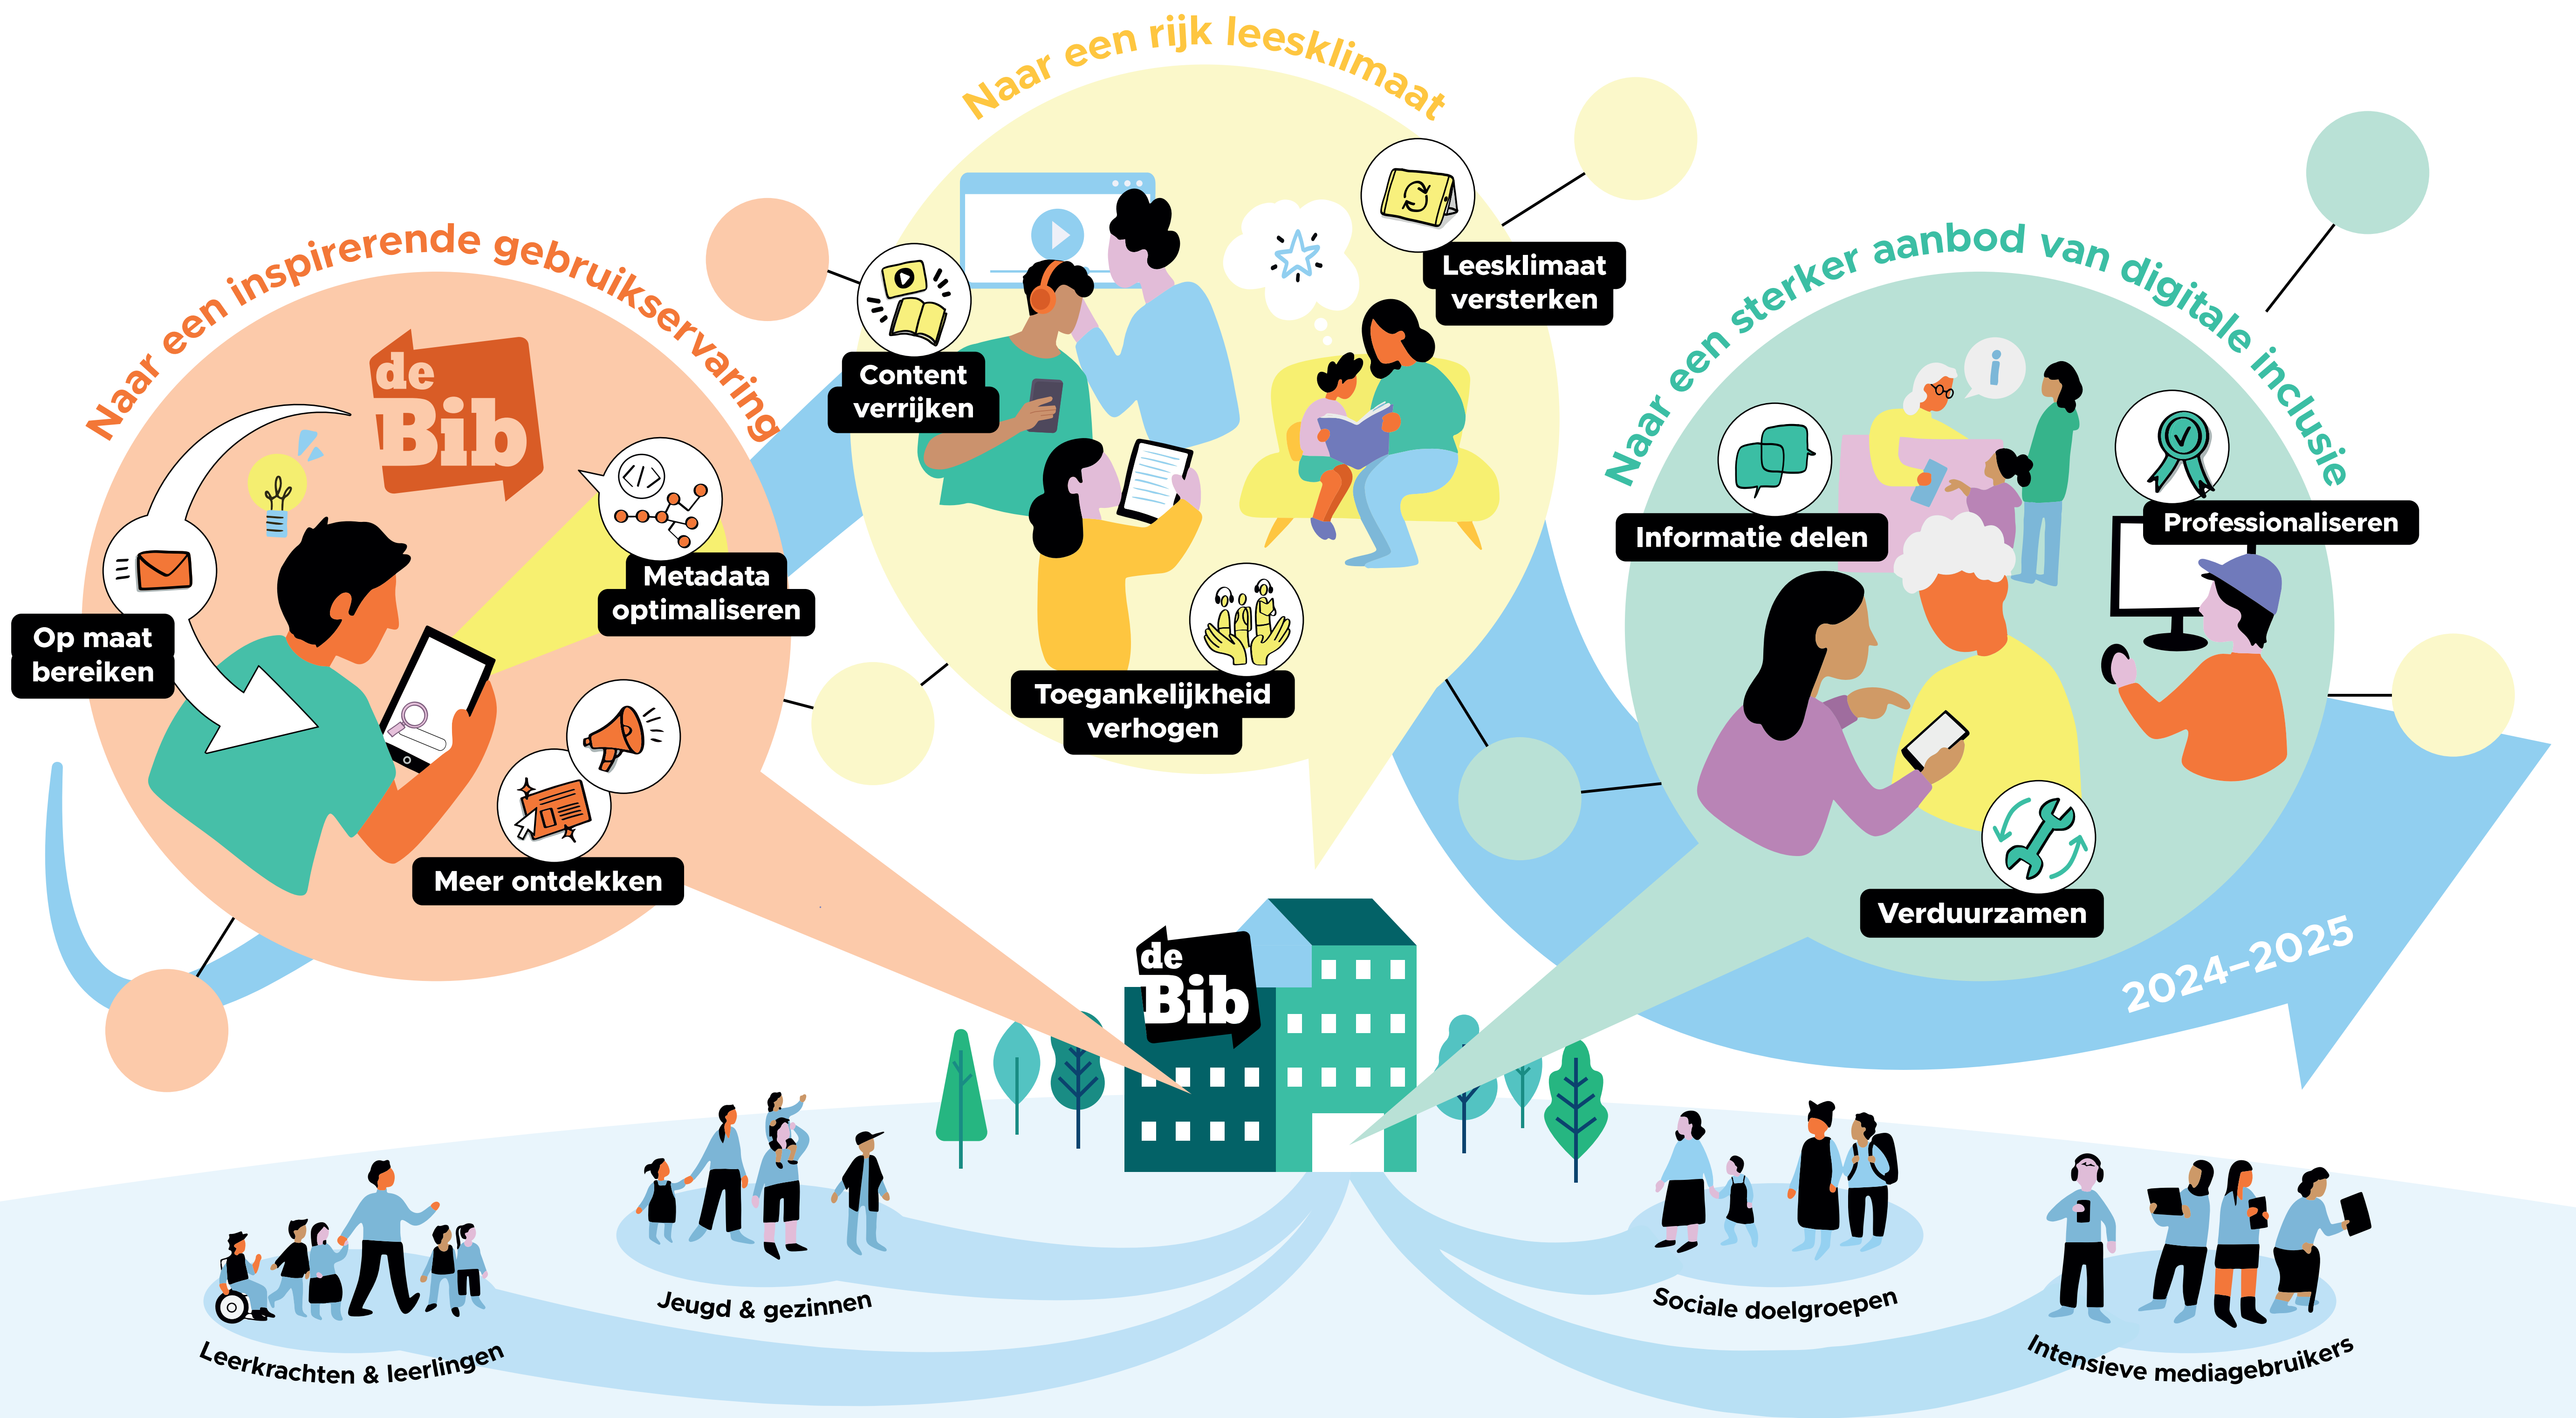 Naar een inspirerende gebruikservaring
de
Bib
Op maat
bereiken
Metadata
optimaliseren
Meer ontdekken
Naar een rijk leesklimaat
Content
verrijken
Leesklimaat
versterken
Toegankelijkheid
verhogen
Naar een sterker aanbod van digitale inclusie
i
Informatie delen
Professionaliseren
Verduurzamen
2024–2025
de
Bib
Leerkrachten & leerlingen
Jeugd & gezinnen
Sociale doelgroepen
Intensieve mediagebruikers